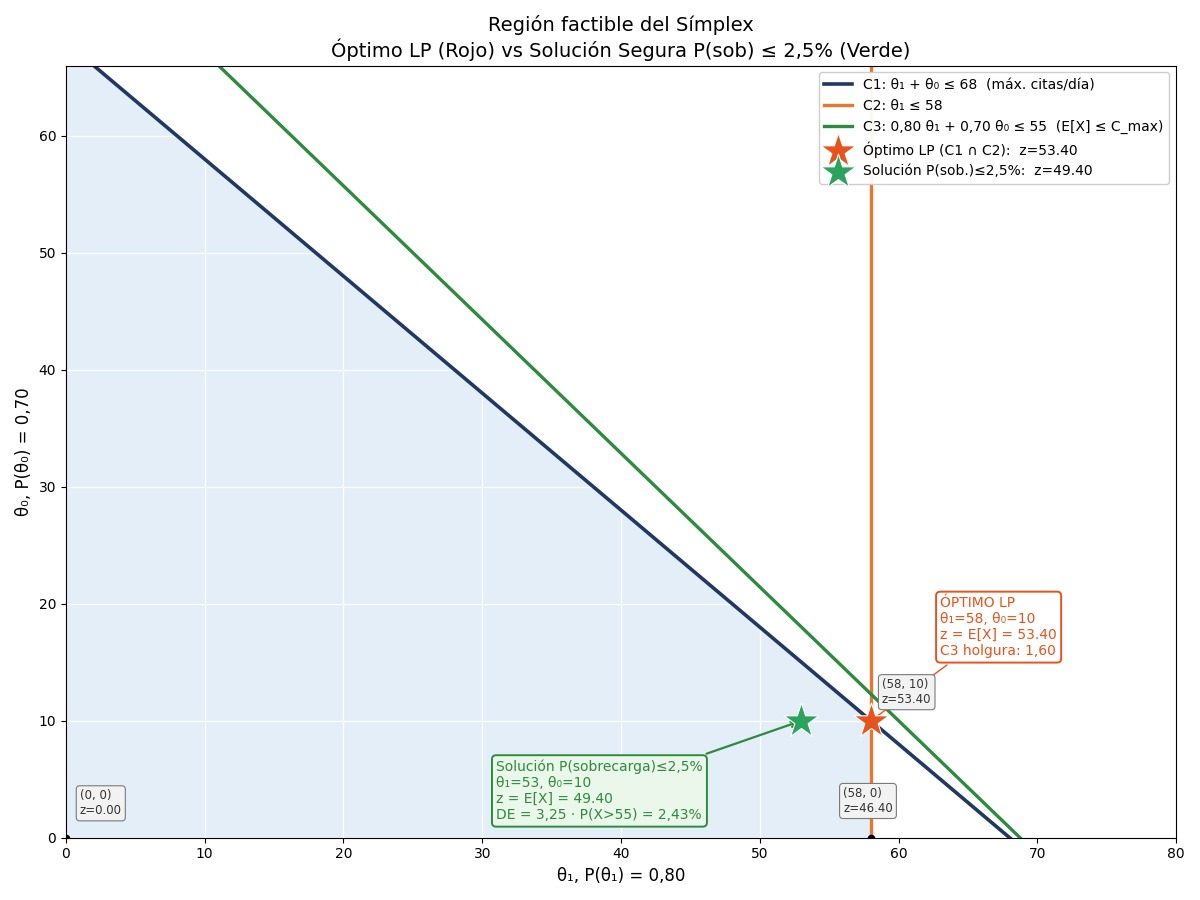 Región factible del Símplex
Óptimo LP (Rojo) vs Solución Segura P(sob) ≤ 2,5% (Verde)
C1: θ₁ + θ₀ ≤ 68  (máx. citas/día)
C2: θ₁ ≤ 58
C3: 0,80 θ₁ + 0,70 θ₀ ≤ 55  (E[X] ≤ C_max)
Óptimo LP (C1 ∩ C2):  z=53.40
Solución P(sob.)≤2,5%:  z=49.40
θ₀, P(θ₀) = 0,70
60
50
40
30
20
10
0
ÓPTIMO LP
θ₁=58, θ₀=10
z = E[X] = 53.40
C3 holgura: 1,60
(58, 10)
z=53.40
Solución P(sobrecarga)≤2,5%
θ₁=53, θ₀=10
z = E[X] = 49.40
DE = 3,25 · P(X>55) = 2,43%
(0, 0)
z=0.00
(58, 0)
z=46.40
0
10
20
30
40
50
60
70
80
θ₁, P(θ₁) = 0,80